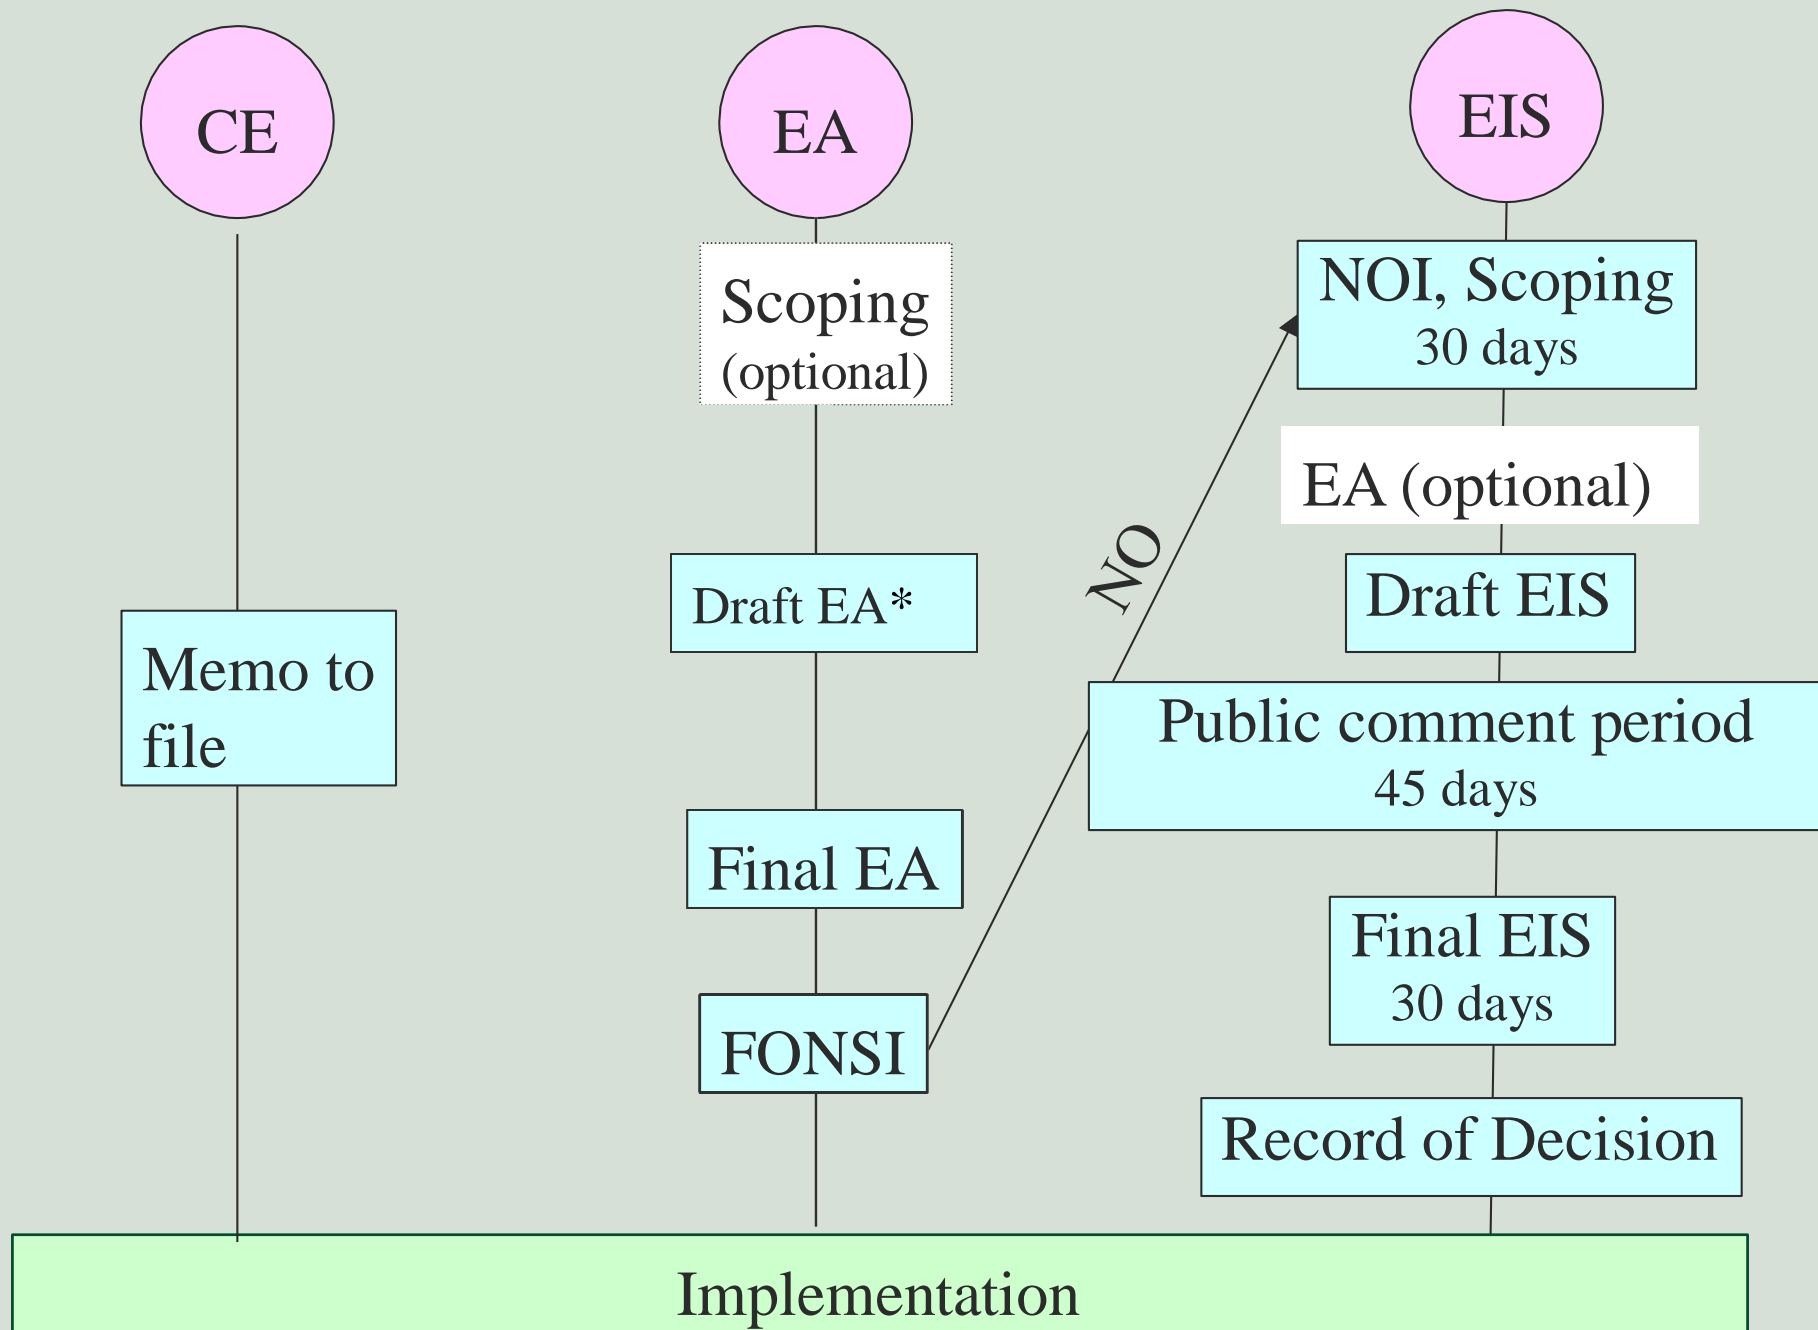 CE
Memo to
file
EA
Scoping
(optional)
Draft EA*
Final EA
FONSI
NO
EIS
NOI, Scoping
30 days
EA (optional)
Draft EIS
Public comment period
45 days
Final EIS
30 days
Record of Decision
Implementation